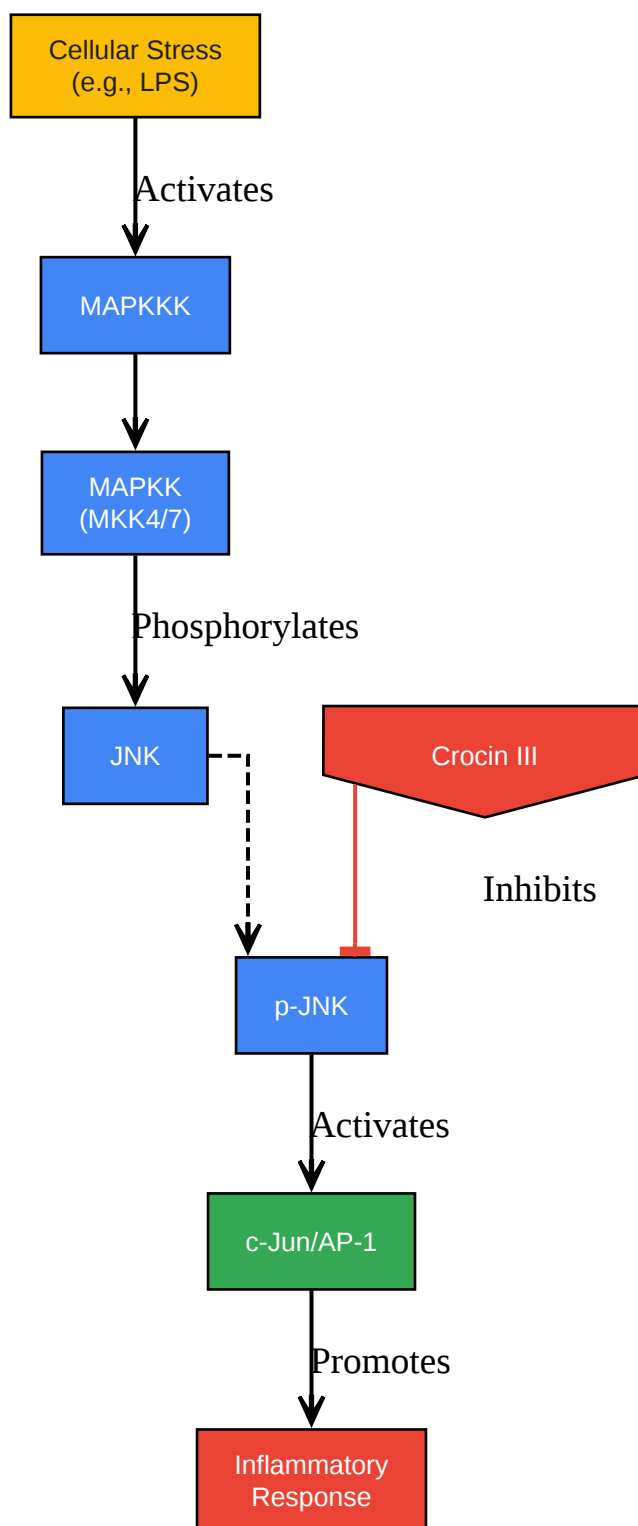 Cellular Stress
(e.g., LPS)
Activates
MAPKKK
MAPKK
(MKK4/7)
Phosphorylates
JNK
Crocin III
Inhibits
p-JNK
Activates
c-Jun/AP-1
Promotes
Inflammatory
Response